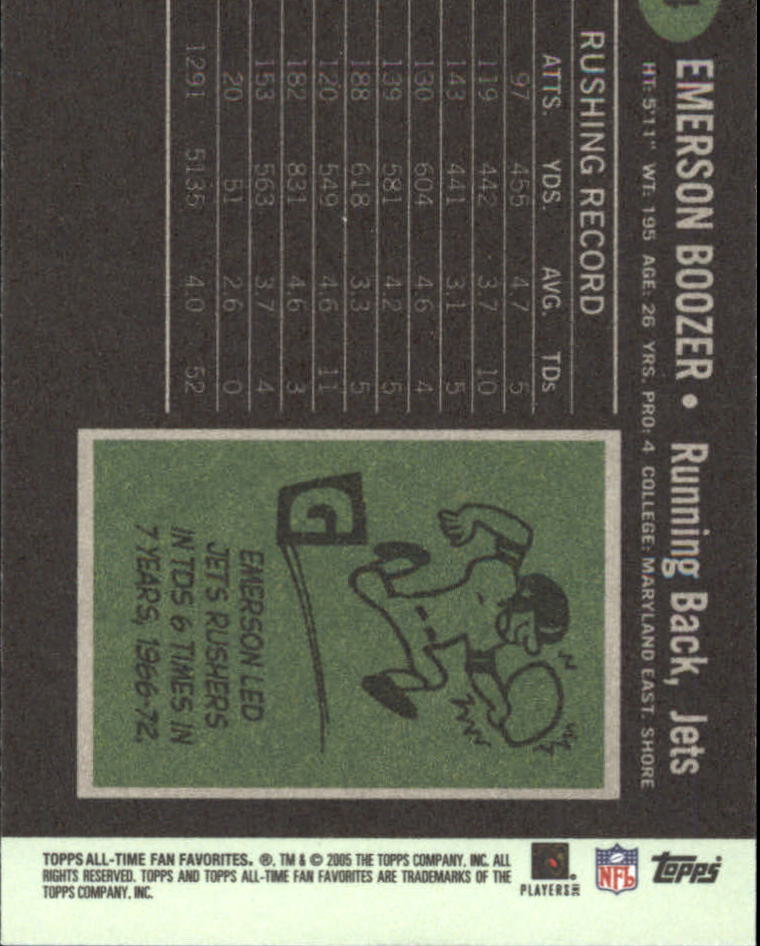 EMERSON BOOZER • Running Back, Jets
HT: 5'11" WT: 195 AGE: 26 YRS. PRO: 4 COLLEGE: MARYLAND EAST. SHORE
RUSHING RECORD
ATTS. YDS. AVG. TDs
97 455 4.7 5
119 442 3.7 10
143 441 3.1 5
130 604 4.6 4
139 581 4.2 5
188 618 3.3 5
120 549 4.6 11
182 831 4.6 3
153 563 3.7 4
20 51 2.6 0
1291 5135 4.0 52
G
EMERSON LED
JETS RUSHERS
IN TDS 6 TIMES IN
7 YEARS, 1966-72
TOPPS ALL-TIME FAN FAVORITES. ®, TM & © 2005 THE TOPPS COMPANY, INC. ALL
RIGHTS RESERVED. TOPPS AND TOPPS ALL-TIME FAN FAVORITES ARE TRADEMARKS OF THE
TOPPS COMPANY, INC.
PLAYERS INC
NFL
topps